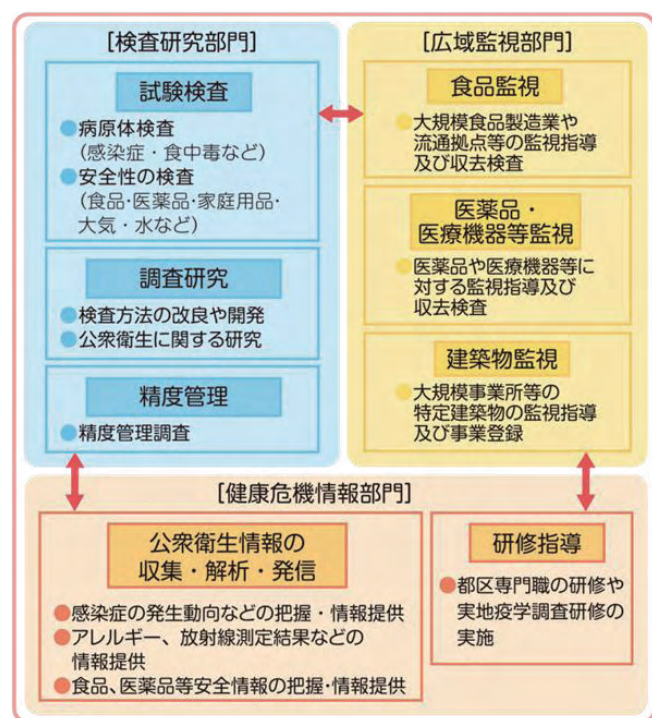 [検査研究部門]
試験検査
●病原体検査
(感染症・食中毒など)
●安全性の検査
(食品・医薬品・家庭用品・
大気・水など)
調査研究
●検査方法の改良や開発
●公衆衛生に関する研究
精度管理
●精度管理調査
[広域監視部門]
食品監視
●大規模食品製造業や
流通拠点等の監視指導
及び収去検査
医薬品・
医療機器等監視
●医薬品や医療機器等に
対する監視指導及び
収去検査
建築物監視
●大規模事業所等の
特定建築物の監視指導
及び事業登録
[健康危機情報部門]
公衆衛生情報の
収集・解析・発信
●感染症の発生動向などの把握・情報提供
●アレルギー、放射線測定結果などの
情報提供
●食品、医薬品等安全情報の把握・情報提供
研修指導
●都区専門職の研修や
実地疫学調査研修の
実施